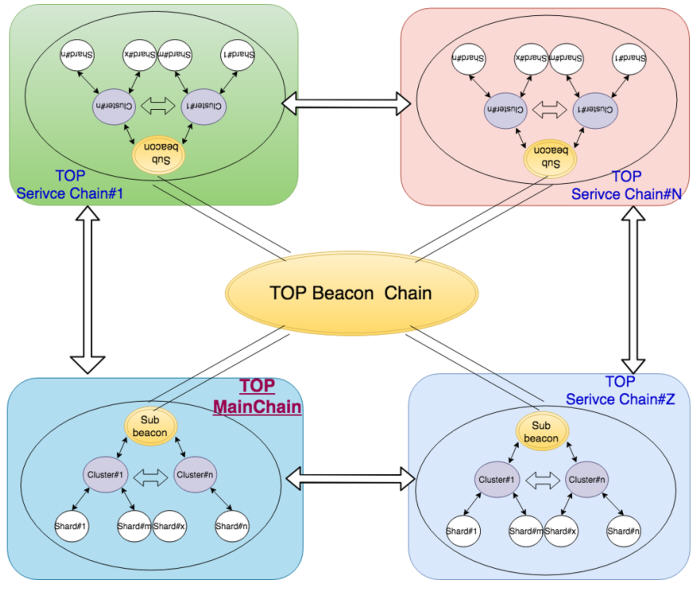 Shard#n
Shard#x
Shard#m
Shard#1
Cluster#n
Cluster#1
Sub
beacon
TOP
Serivce Chain#1
Shard#n
Shard#x
Shard#m
Shard#1
Cluster#n
Cluster#1
Sub
beacon
TOP
Serivce Chain#N
TOP Beacon Chain
TOP
MainChain
Sub
beacon
Cluster#1
Cluster#n
Shard#1
Shard#m
Shard#x
Shard#n
TOP
Serivce Chain#Z
Sub
beacon
Cluster#1
Cluster#n
Shard#1
Shard#m
Shard#x
Shard#n